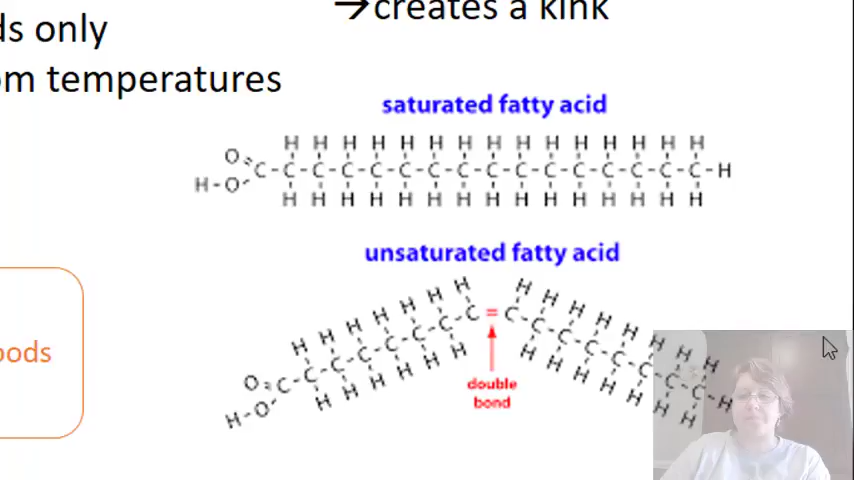 →creates a kink
ds only
om temperatures
saturated fatty acid
H H H H H H H H H H H H H H H
O
C-C-C-C-C-C-C-C-C-C-C-C-C-C-C-C-H
H-O
H H H H H H H H H H H H H H H
unsaturated fatty acid
H H H H H H H H H H H H H H H
O
C-C-C-C-C-C-C-C=C-C-C-C-C-C-C-C-H
H-O
H H H H H H H H H H H H H
double
bond
oods